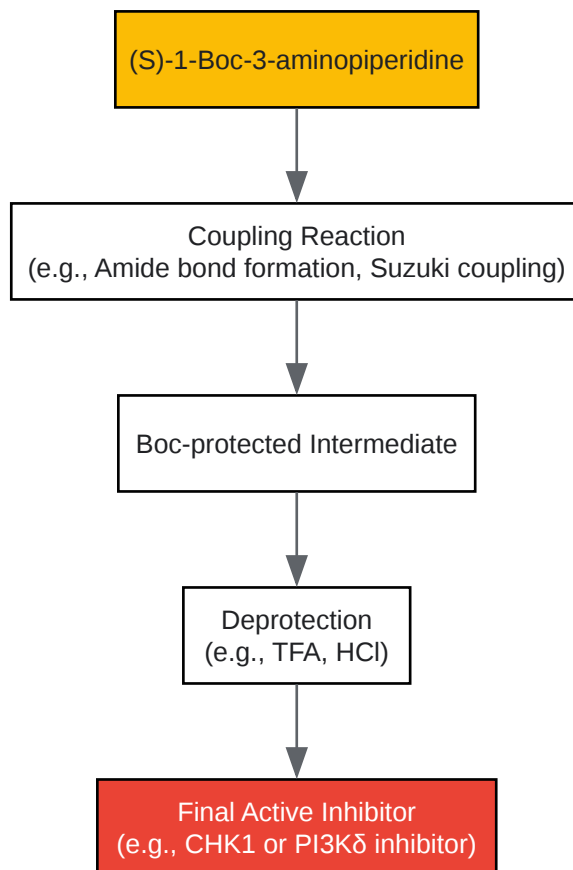 (S)-1-Boc-3-aminopiperidine
Coupling Reaction
(e.g., Amide bond formation, Suzuki coupling)
Boc-protected Intermediate
Deprotection
(e.g., TFA, HCl)
Final Active Inhibitor
(e.g., CHK1 or PI3Kδ inhibitor)